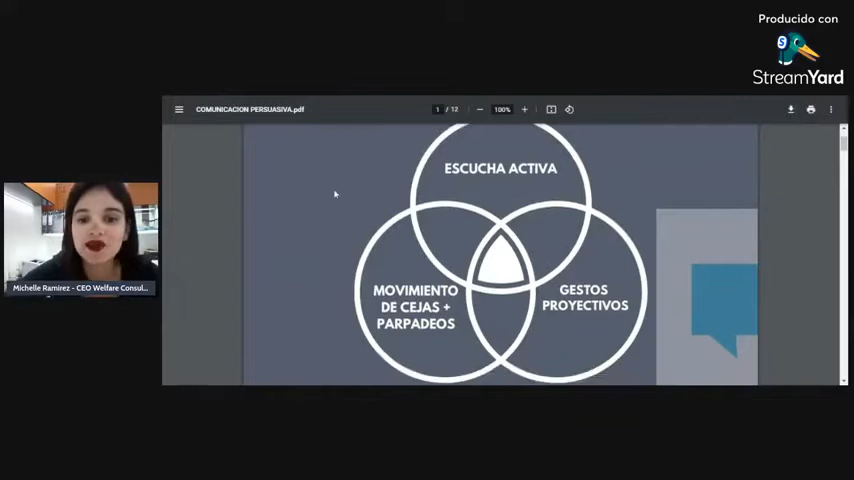 Producido con
StreamYard
COMUNICACION PERSUASIVA.pdf
1 / 12
100%
ESCUCHA ACTIVA
MOVIMIENTO
DE CEJAS +
PARPADEOS
GESTOS
PROYECTIVOS
Michelle Ramirez - CEO Welfare Consul...